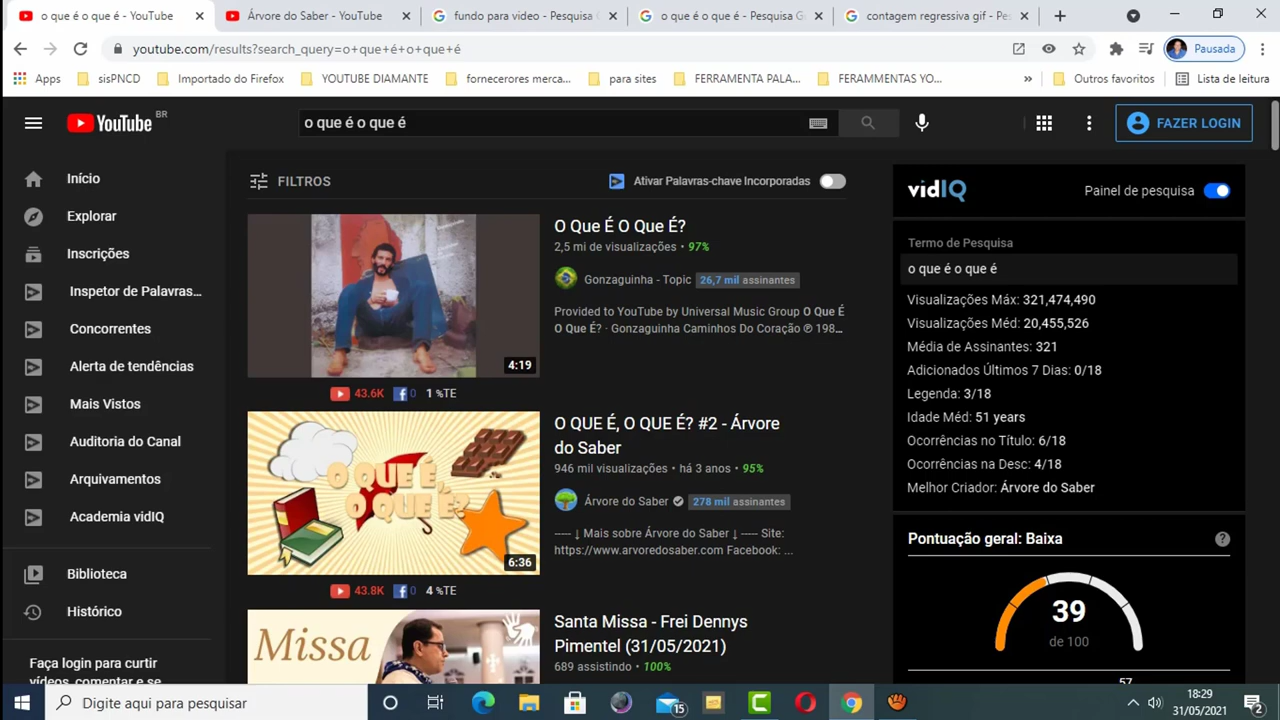 o que é o que é - YouTube
Árvore do Saber - YouTube
fundo para video - Pesquisa G
o que é o que é - Pesquisa Go
contagem regressiva gif - Pes
youtube.com/results?search_query=o+que+é+o+que+é
Pausada
Apps
sisPNCD
Importado do Firefox
YOUTUBE DIAMANTE
fornecerores merca...
para sites
FERRAMENTA PALA...
FERAMMENTAS YO...
»
Outros favoritos
Lista de leitura
YouTube BR
o que é o que é
FAZER LOGIN
Início
Explorar
Inscrições
Inspetor de Palavras...
Concorrentes
Alerta de tendências
Mais Vistos
Auditoria do Canal
Arquivamentos
Academia vidIQ
Biblioteca
Histórico
Faça login para curtir
vídeos, comentar e se
FILTROS
Ativar Palavras-chave Incorporadas
4:19
O Que É O Que É?
2,5 mi de visualizações • 97%
Gonzaguinha - Topic 26,7 mil assinantes
Provided to YouTube by Universal Music Group O Que É
O Que É? · Gonzaguinha Caminhos Do Coração ℗ 198...
43.6K 0 1 %TE
O QUE É,
O QUE É?
6:36
O QUE É, O QUE É? #2 - Árvore
do Saber
946 mil visualizações • há 3 anos • 95%
Árvore do Saber 278 mil assinantes
----- ↓ Mais sobre Árvore do Saber ↓ ----- Site:
https://www.arvoredosaber.com Facebook: ...
43.8K 0 4 %TE
Missa
Santa Missa - Frei Dennys
Pimentel (31/05/2021)
689 assistindo • 100%
vidIQ
Painel de pesquisa
Termo de Pesquisa
o que é o que é
Visualizações Máx: 321,474,490
Visualizações Méd: 20,455,526
Média de Assinantes: 321
Adicionados Últimos 7 Dias: 0/18
Legenda: 3/18
Idade Méd: 51 years
Ocorrências no Título: 6/18
Ocorrências na Desc: 4/18
Melhor Criador: Árvore do Saber
Pontuação geral: Baixa
39
de 100
57
Digite aqui para pesquisar
15
18:29
31/05/2021
2